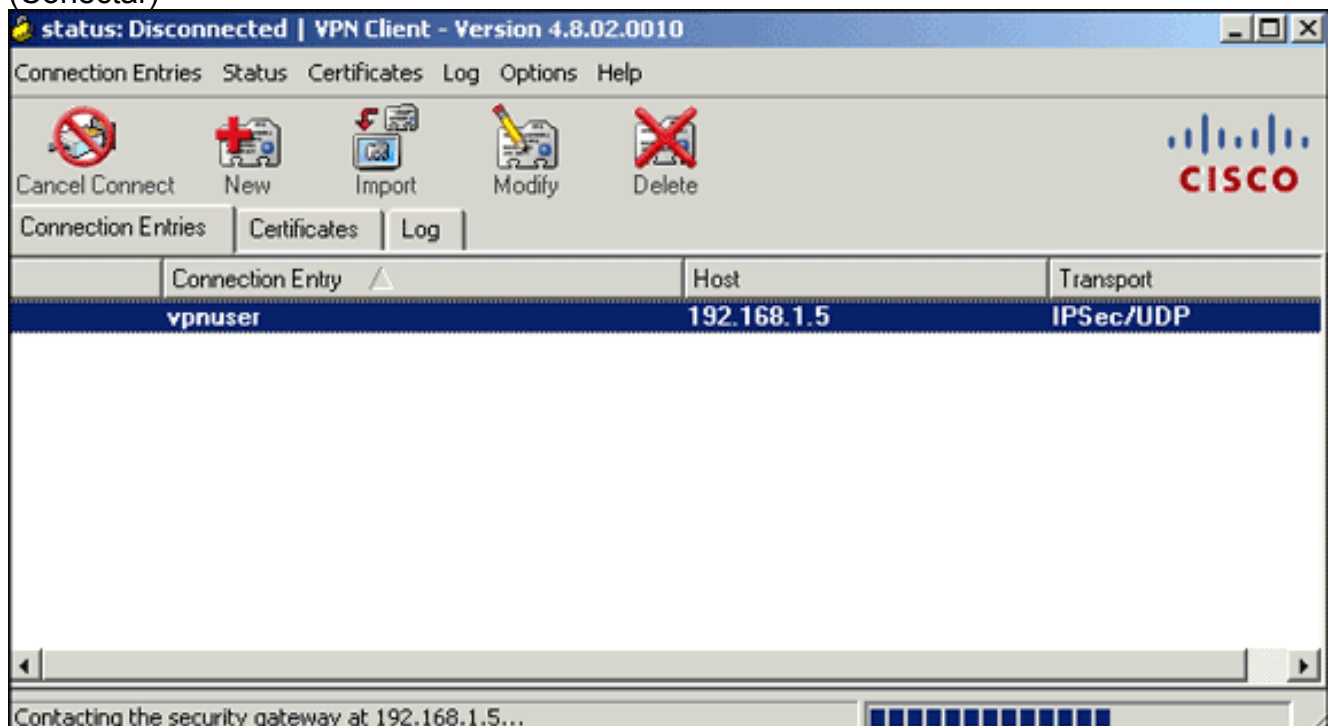 (Conectar)
status: Disconnected | VPN Client - Version 4.8.02.0010
Connection Entries Status Certificates Log Options Help
Cancel Connect New Import Modify Delete
CISCO
Connection Entries Certificates Log
Connection Entry Host Transport
vpnuser 192.168.1.5 IPSec/UDP
Contacting the security gateway at 192.168.1.5...